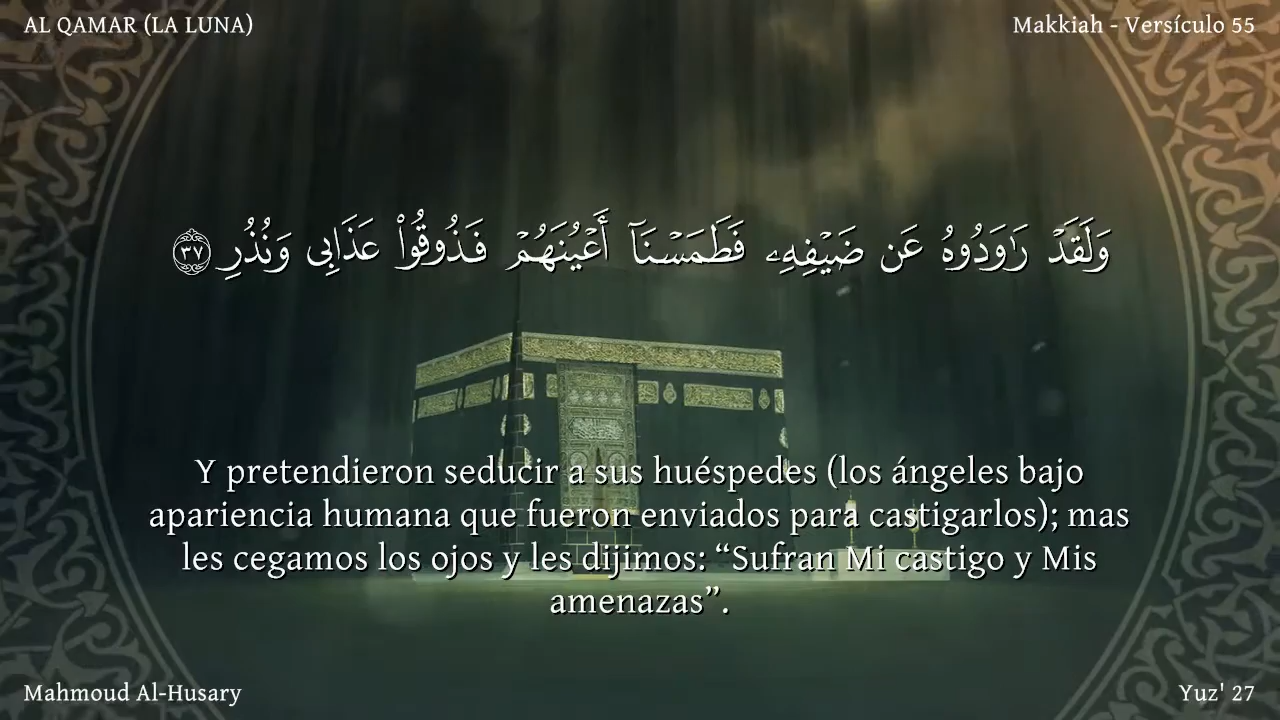 AL QAMAR (LA LUNA)
Makkiah - Versículo 55
وَلَقَدْ رَٰوَدُوهُ عَن ضَيْفِهِۦ فَطَمَسْنَآ أَعْيُنَهُمْ فَذُوقُوا۟ عَذَابِى وَنُذُرِ ٣٧
Y pretendieron seducir a sus huéspedes (los ángeles bajo
apariencia humana que fueron enviados para castigarlos); mas
les cegamos los ojos y les dijimos: “Sufran Mi castigo y Mis
amenazas”.
Mahmoud Al-Husary
Yuz' 27